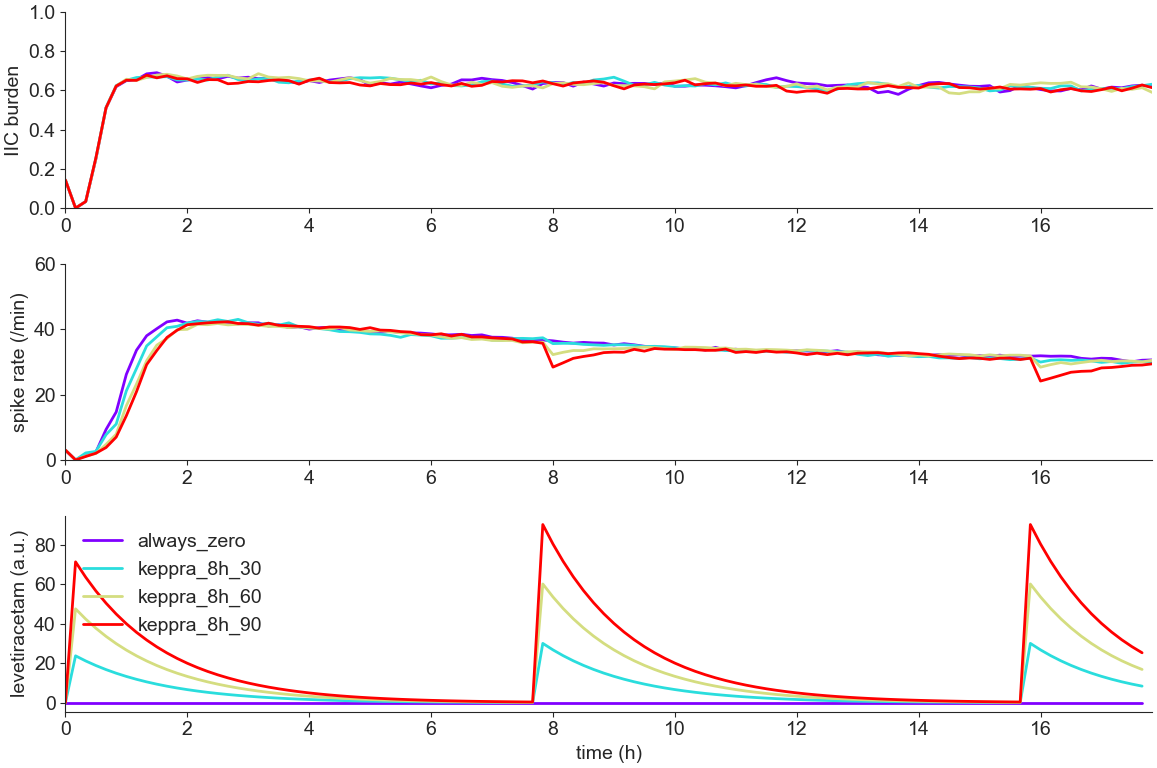 1.0
0.8
0.6
0.4
0.2
0.0
IIC burden
0 2 4 6 8 10 12 14 16
60
40
20
0
spike rate (/min)
0 2 4 6 8 10 12 14 16
80
60
40
20
0
levetiracetam (a.u.)
always_zero
keppra_8h_30
keppra_8h_60
keppra_8h_90
0 2 4 6 8 10 12 14 16
time (h)